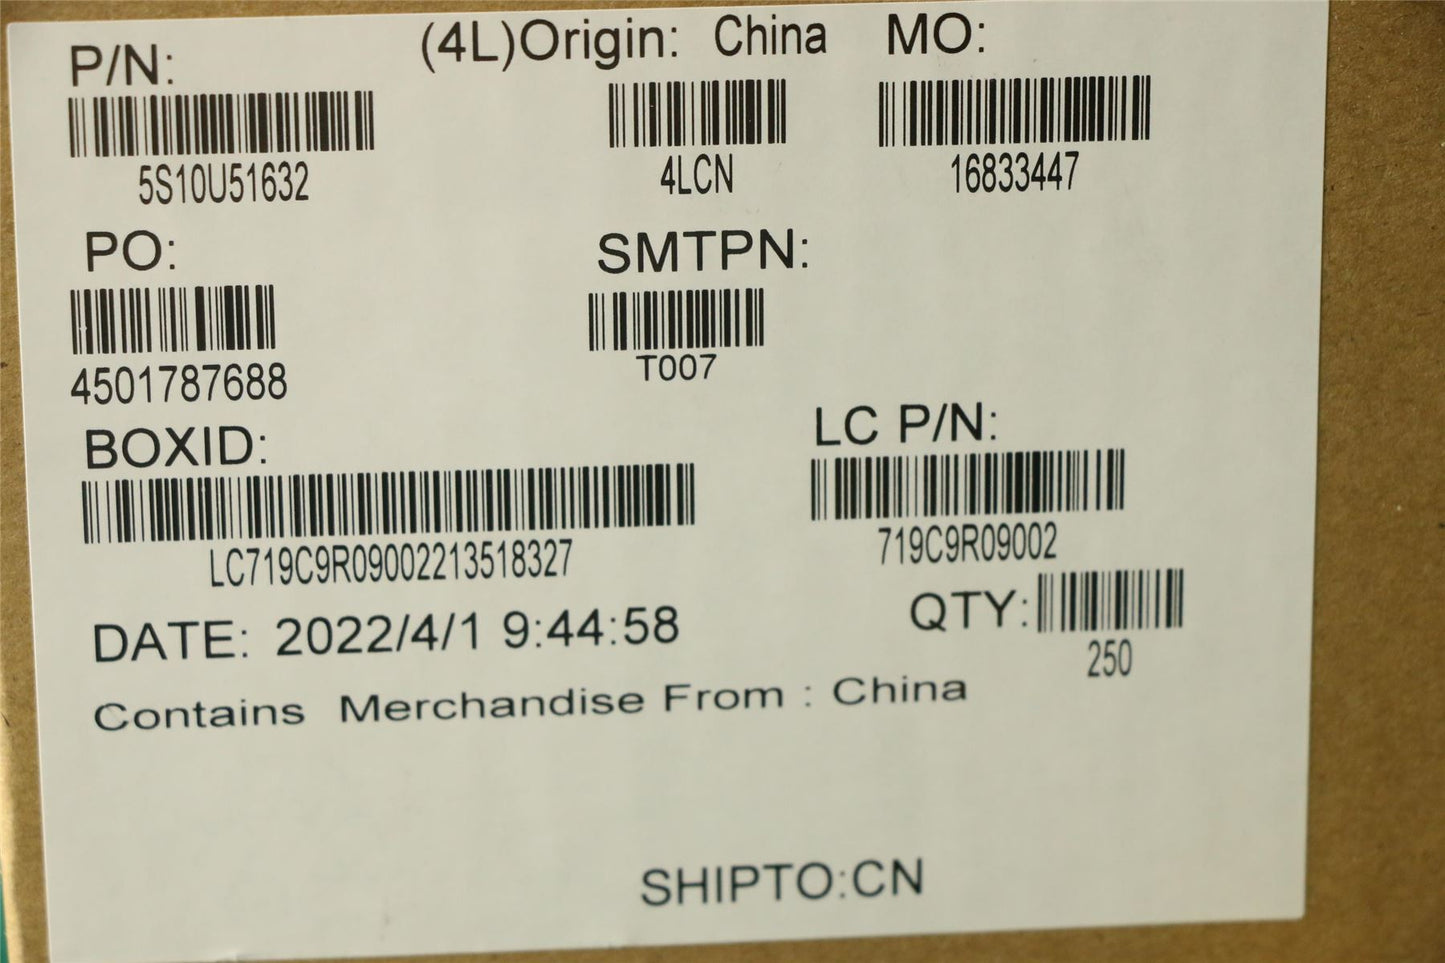 P/N: (4L)Origin: China MO:
5S10U51632 4LCN 16833447
PO: SMTPN:
4501787688 T007
BOXID: LC P/N:
LC719C9R09002213518327 719C9R09002
DATE: 2022/4/1 9:44:58 QTY:
250
Contains Merchandise From : China
SHIPTO:CN